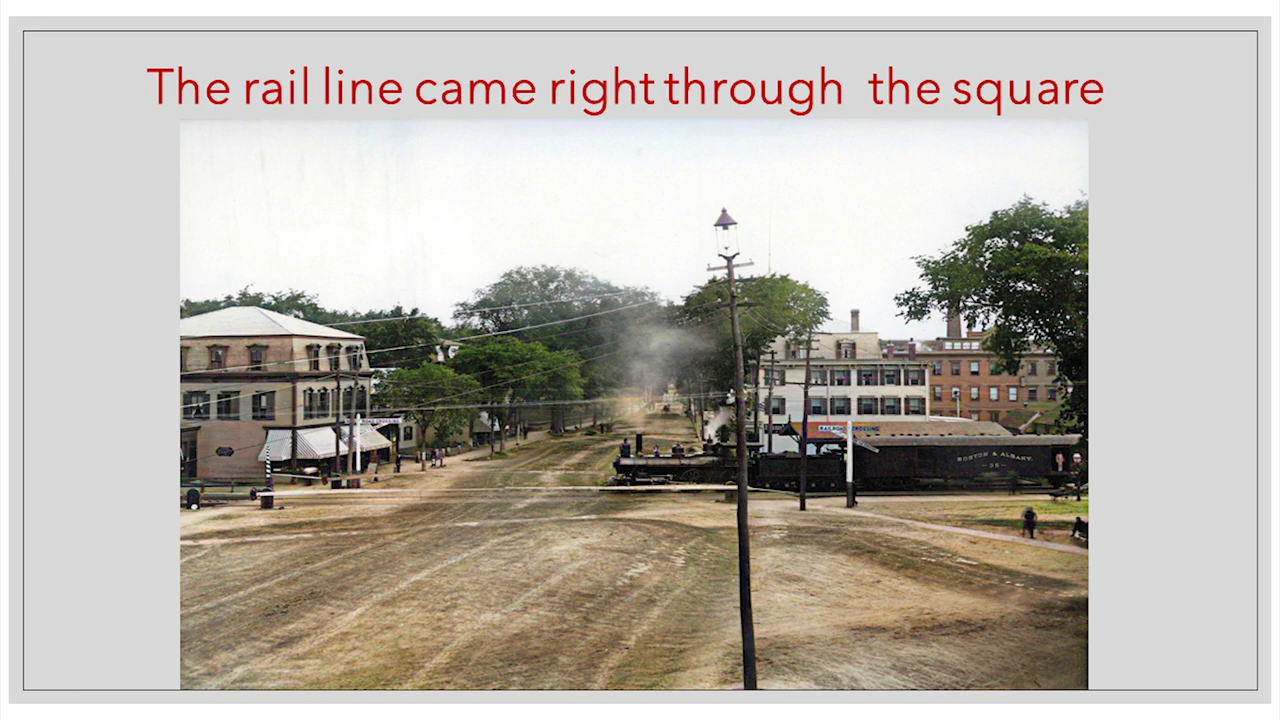 The rail line came right through the square
RAILROAD CROSSING
BOSTON & ALBANY.